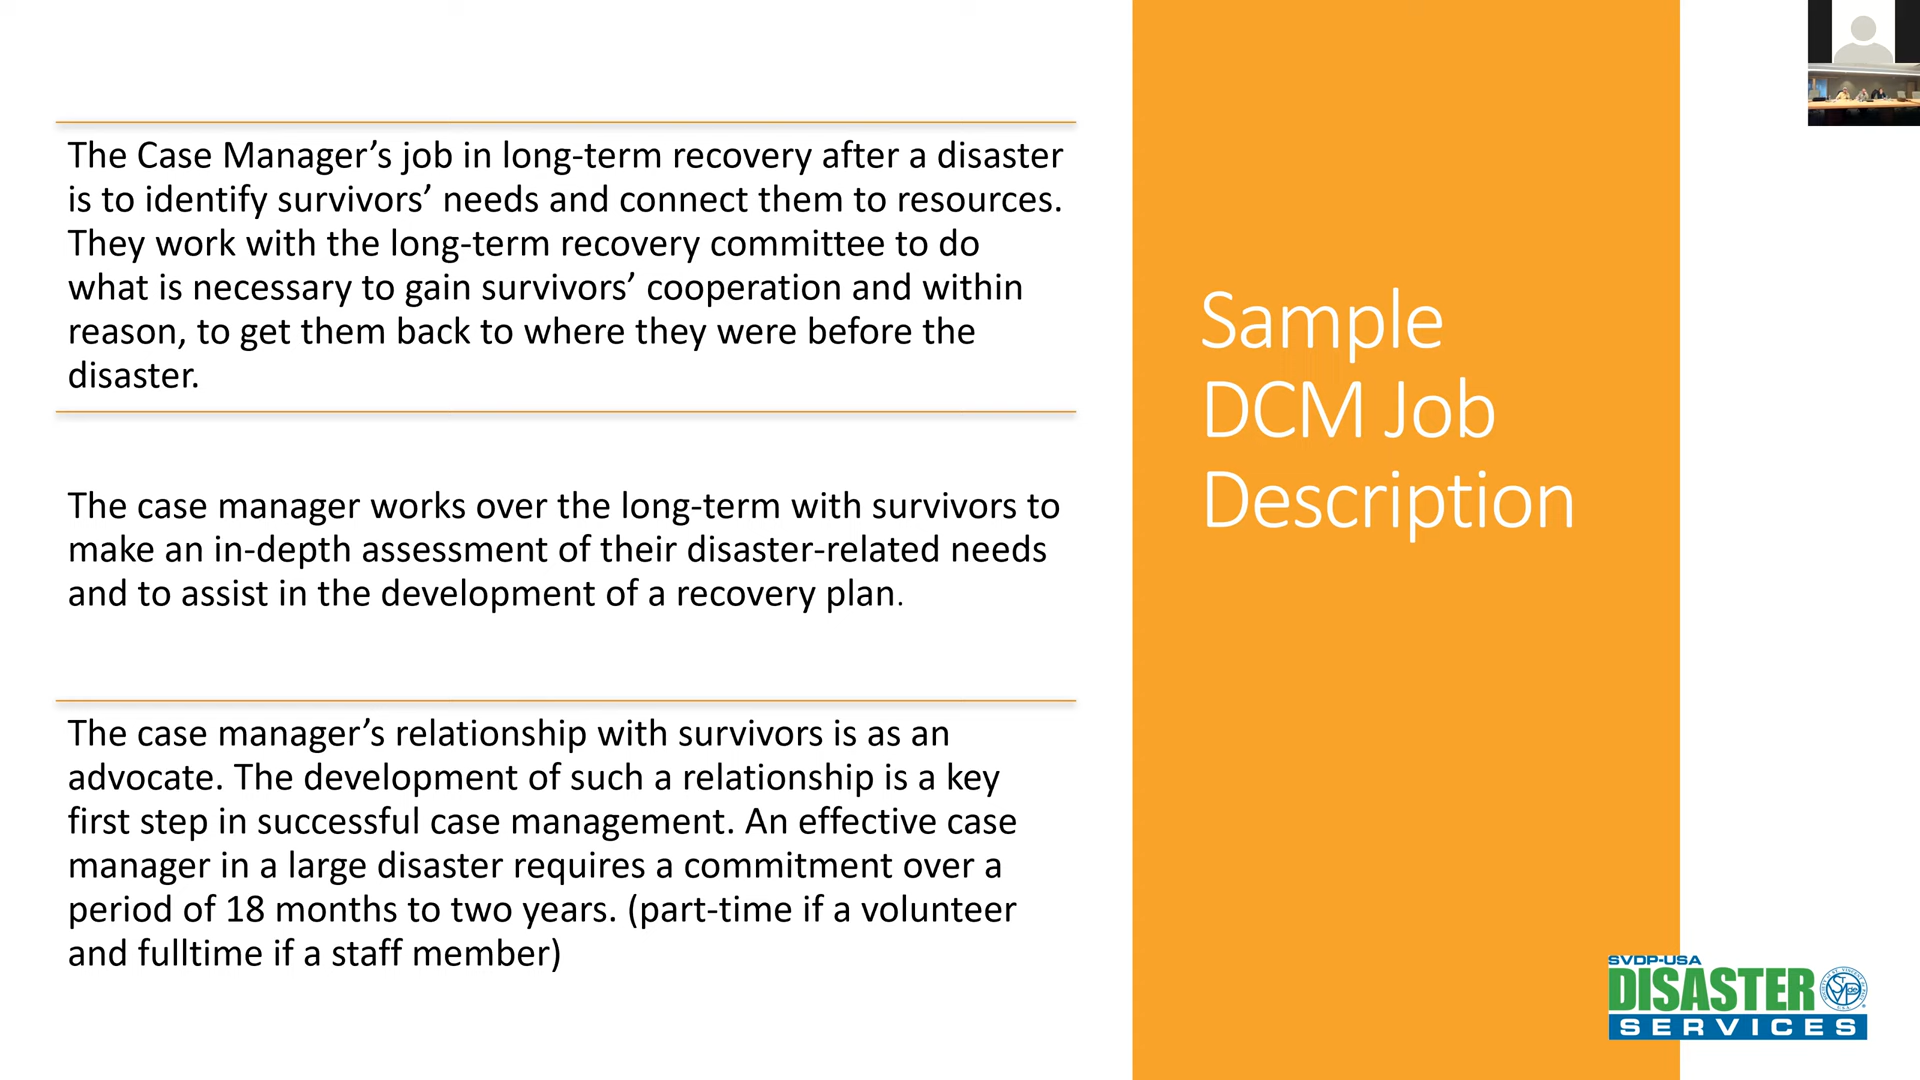 The Case Manager’s job in long-term recovery after a disaster
is to identify survivors’ needs and connect them to resources.
They work with the long-term recovery committee to do
what is necessary to gain survivors’ cooperation and within
reason, to get them back to where they were before the
disaster.
The case manager works over the long-term with survivors to
make an in-depth assessment of their disaster-related needs
and to assist in the development of a recovery plan.
The case manager’s relationship with survivors is as an
advocate. The development of such a relationship is a key
first step in successful case management. An effective case
manager in a large disaster requires a commitment over a
period of 18 months to two years. (part-time if a volunteer
and fulltime if a staff member)
Sample
DCM Job
Description
SVDP-USA
DISASTER
SERVICES